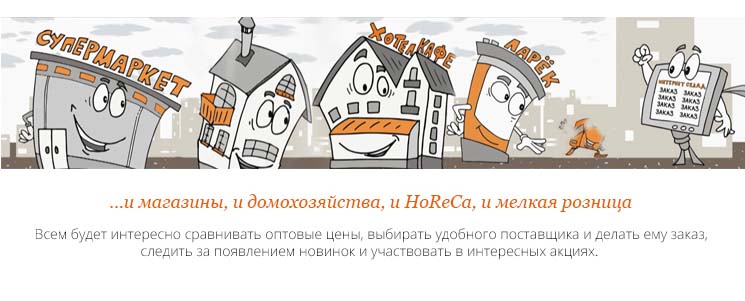 СУПЕРМАРКЕТ
ХОТЕЛ КАФЕ
ЛАРЁК
ИНТЕРНЕТ СКЛАД
ЗАКАЗ ЗАКАЗ
ЗАКАЗ ЗАКАЗ
ЗАКАЗ ЗАКАЗ
ЗАКАЗ ЗАКАЗ
...и магазины, и домохозяйства, и HoReCa, и мелкая розница
Всем будет интересно сравнивать оптовые цены, выбирать удобного поставщика и делать ему заказ,
следить за появлением новинок и участвовать в интересных акциях.